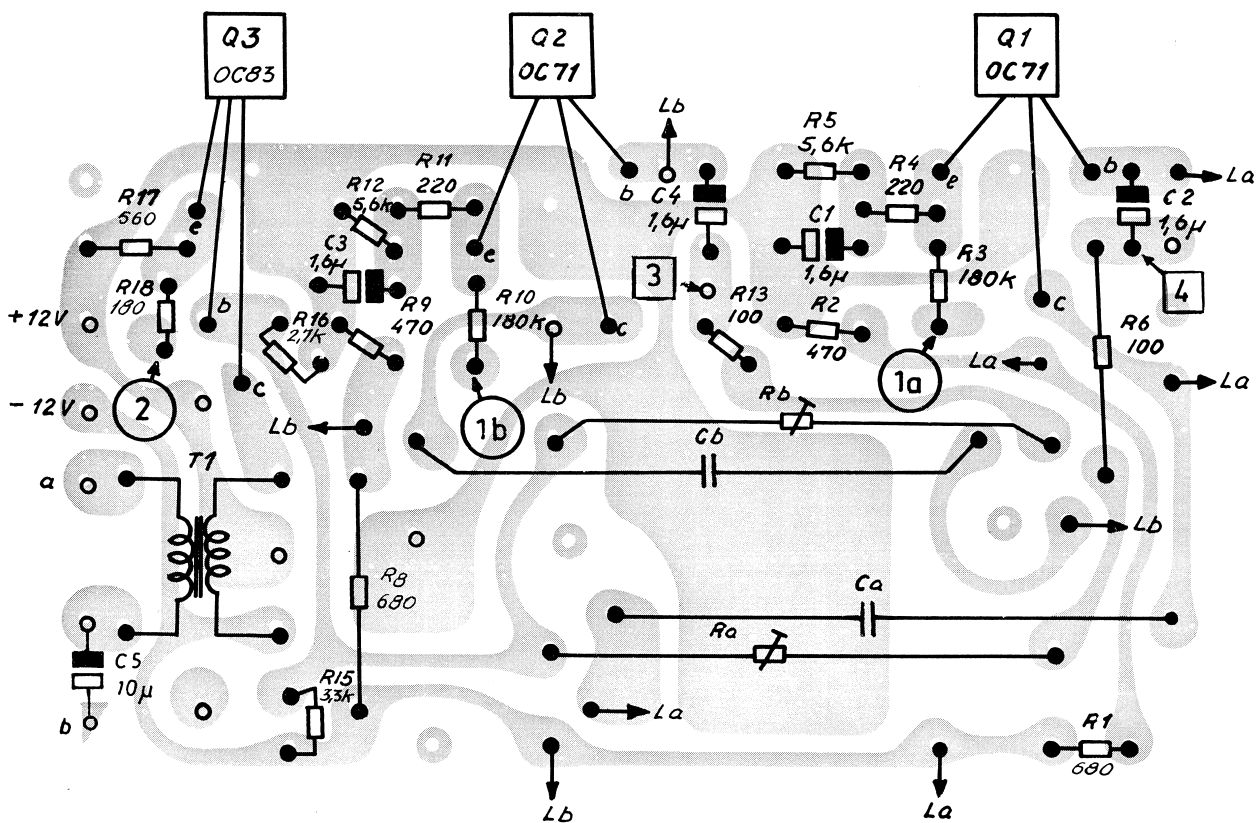 Q3
OC83
Q2
OC71
Q1
OC71
Lb
R5
5,6k
R17
560
e
R12
5,6k
R11
220
e
b
C4
1,6µ
R4
220
e
b
C2
1,6µ
La
C3
1,6µ
C1
1,6µ
R3
180k
3
4
R18
180
+12V
b
R16
2,7k
R9
470
R10
180k
c
R13
100
R2
470
c
R6
100
-12V
2
c
Lb
1b
Lb
Rb
1a
La
La
Cb
a
T1
Lb
R8
680
Ca
Ra
C5
10µ
b
R15
3,3k
La
R1
680
Lb
La